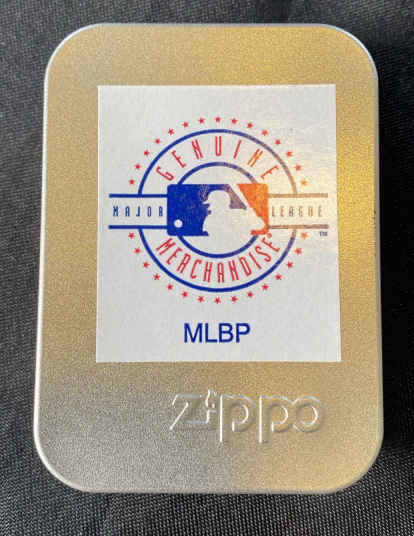 GENUINE
MAJOR LEAGUE
MERCHANDISE®
™
MLBP
zippo